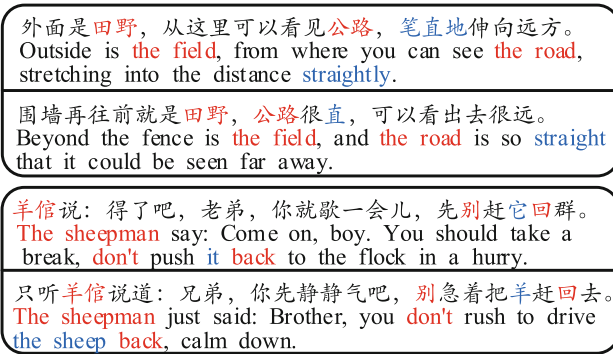 外面是田野，从这里可以看见公路，笔直地伸向远方。
Outside is the field, from where you can see the road,
stretching into the distance straightly.
围墙再往前就是田野，公路很直，可以看出去很远。
Beyond the fence is the field, and the road is so straight
that it could be seen far away.
羊倌说：得了吧，老弟，你就歇一会儿，先别赶它回群。
The sheepman say: Come on, boy. You should take a
break, don't push it back to the flock in a hurry.
只听羊倌说道：兄弟，你先静静气吧，别急着把羊赶回去。
The sheepman just said: Brother, you don't rush to drive
the sheep back, calm down.